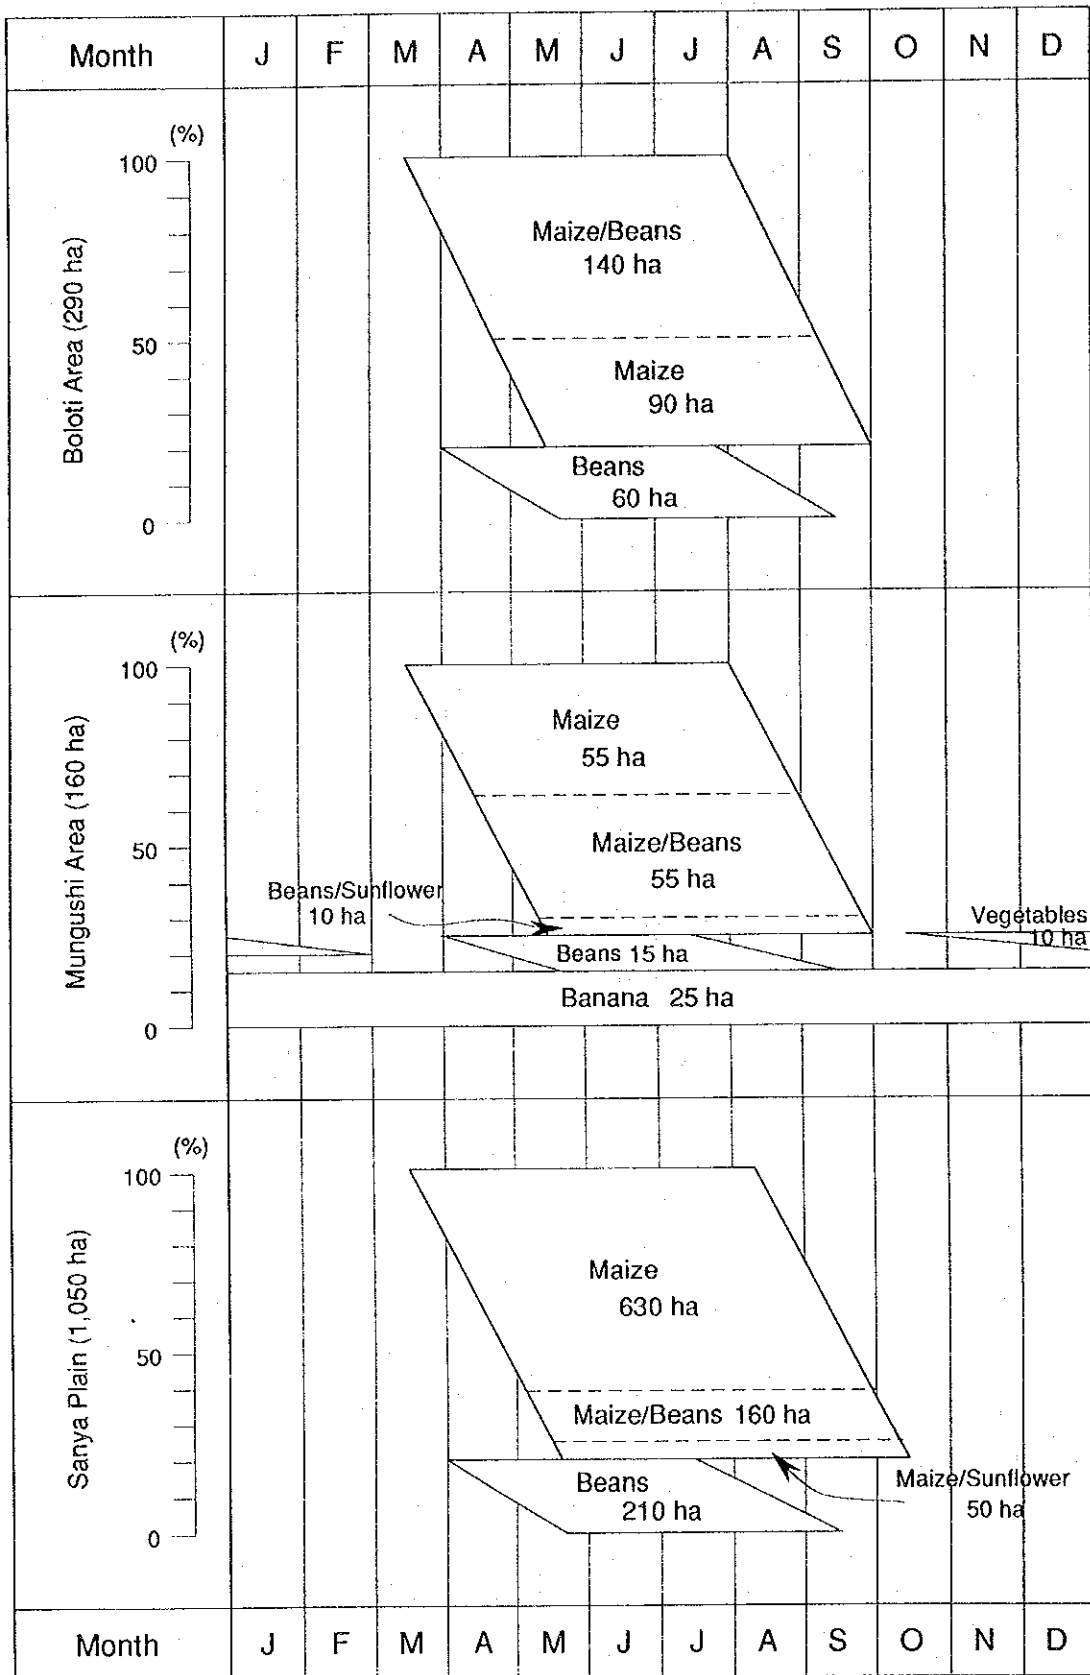 Month J F M A M J J A S O N D
(%)
100
50
0
Boloti Area (290 ha)
Maize/Beans
140 ha
Maize
90 ha
Beans
60 ha
(%)
100
50
0
Mungushi Area (160 ha)
Maize
55 ha
Maize/Beans
55 ha
Beans/Sunflower
10 ha
Vegetables
10 ha
Beans 15 ha
Banana 25 ha
(%)
100
50
0
Sanya Plain (1,050 ha)
Maize
630 ha
Maize/Beans 160 ha
Beans
210 ha
Maize/Sunflower
50 ha
Month J F M A M J J A S O N D